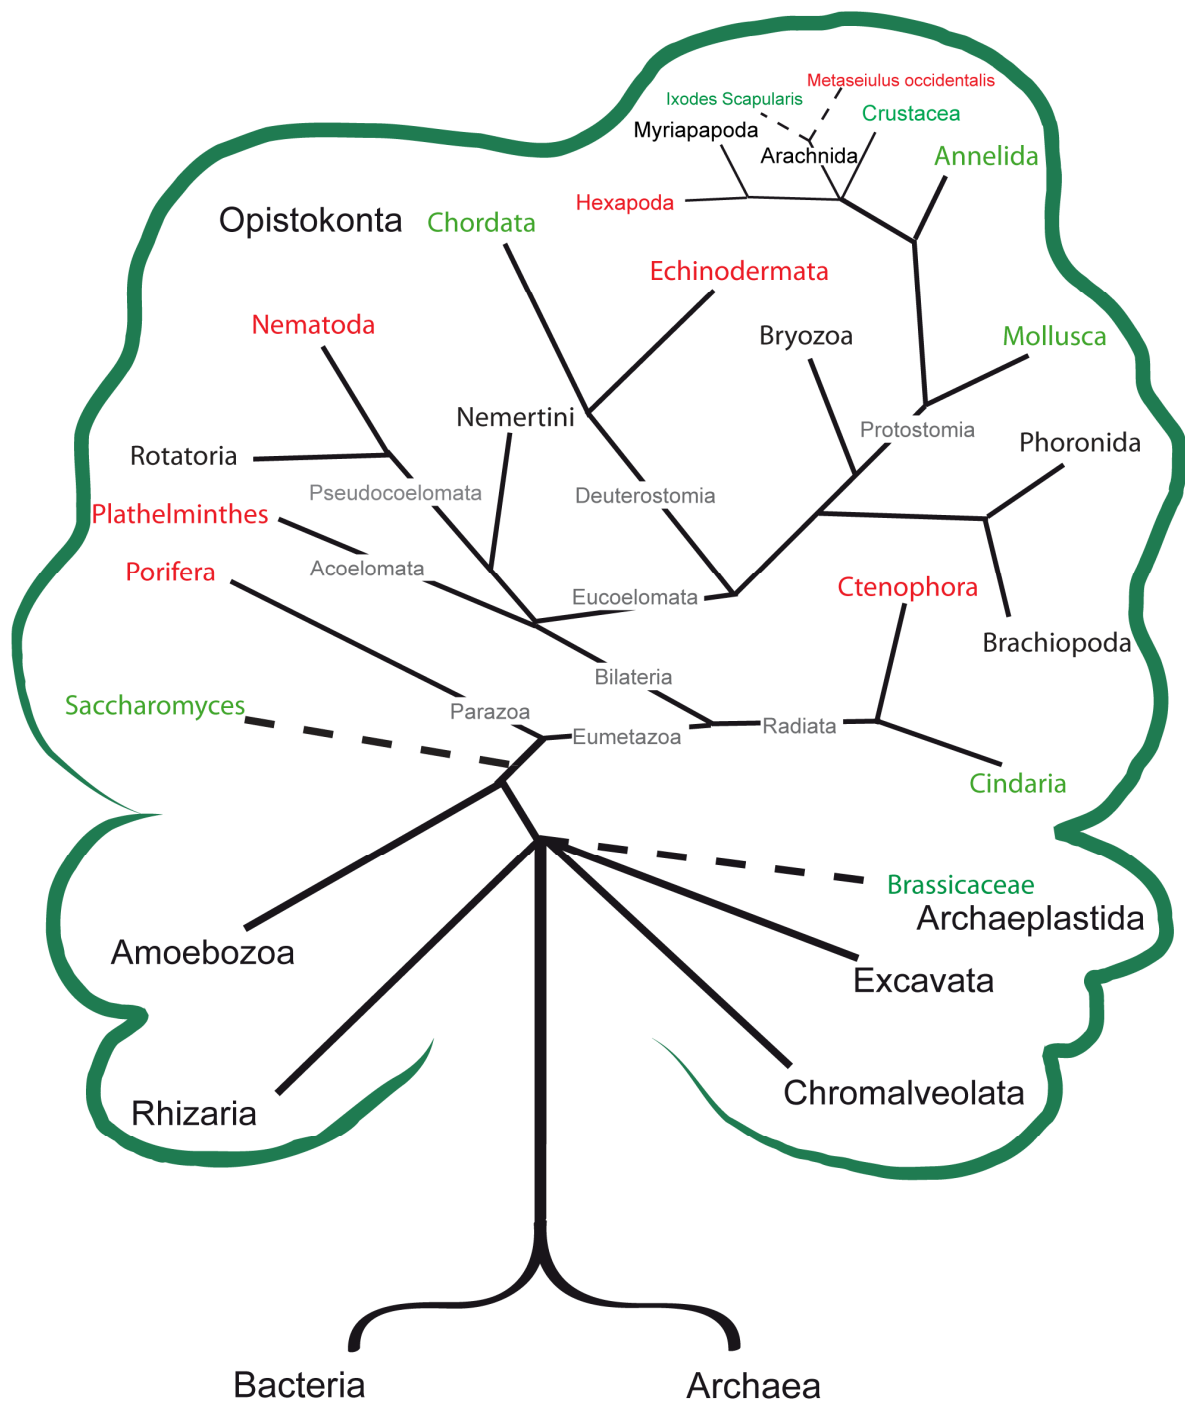 Metaseiulus occidentalis
Ixodes Scapularis
Crustacea
Myriapapoda
Arachnida
Annelida
Hexapoda
Opistokonta
Chordata
Echinodermata
Nematoda
Bryozoa
Mollusca
Nemertini
Protostomia
Phoronida
Rotatoria
Pseudocoelomata
Deuterostomia
Plathelminthes
Acoelomata
Porifera
Eucoelomata
Ctenophora
Brachiopoda
Bilateria
Saccharomyces
Parazoa
Eumetazoa
Radiata
Cindaria
Brassicaceae
Archaeplastida
Amoebozoa
Excavata
Chromalveolata
Rhizaria
Bacteria
Archaea